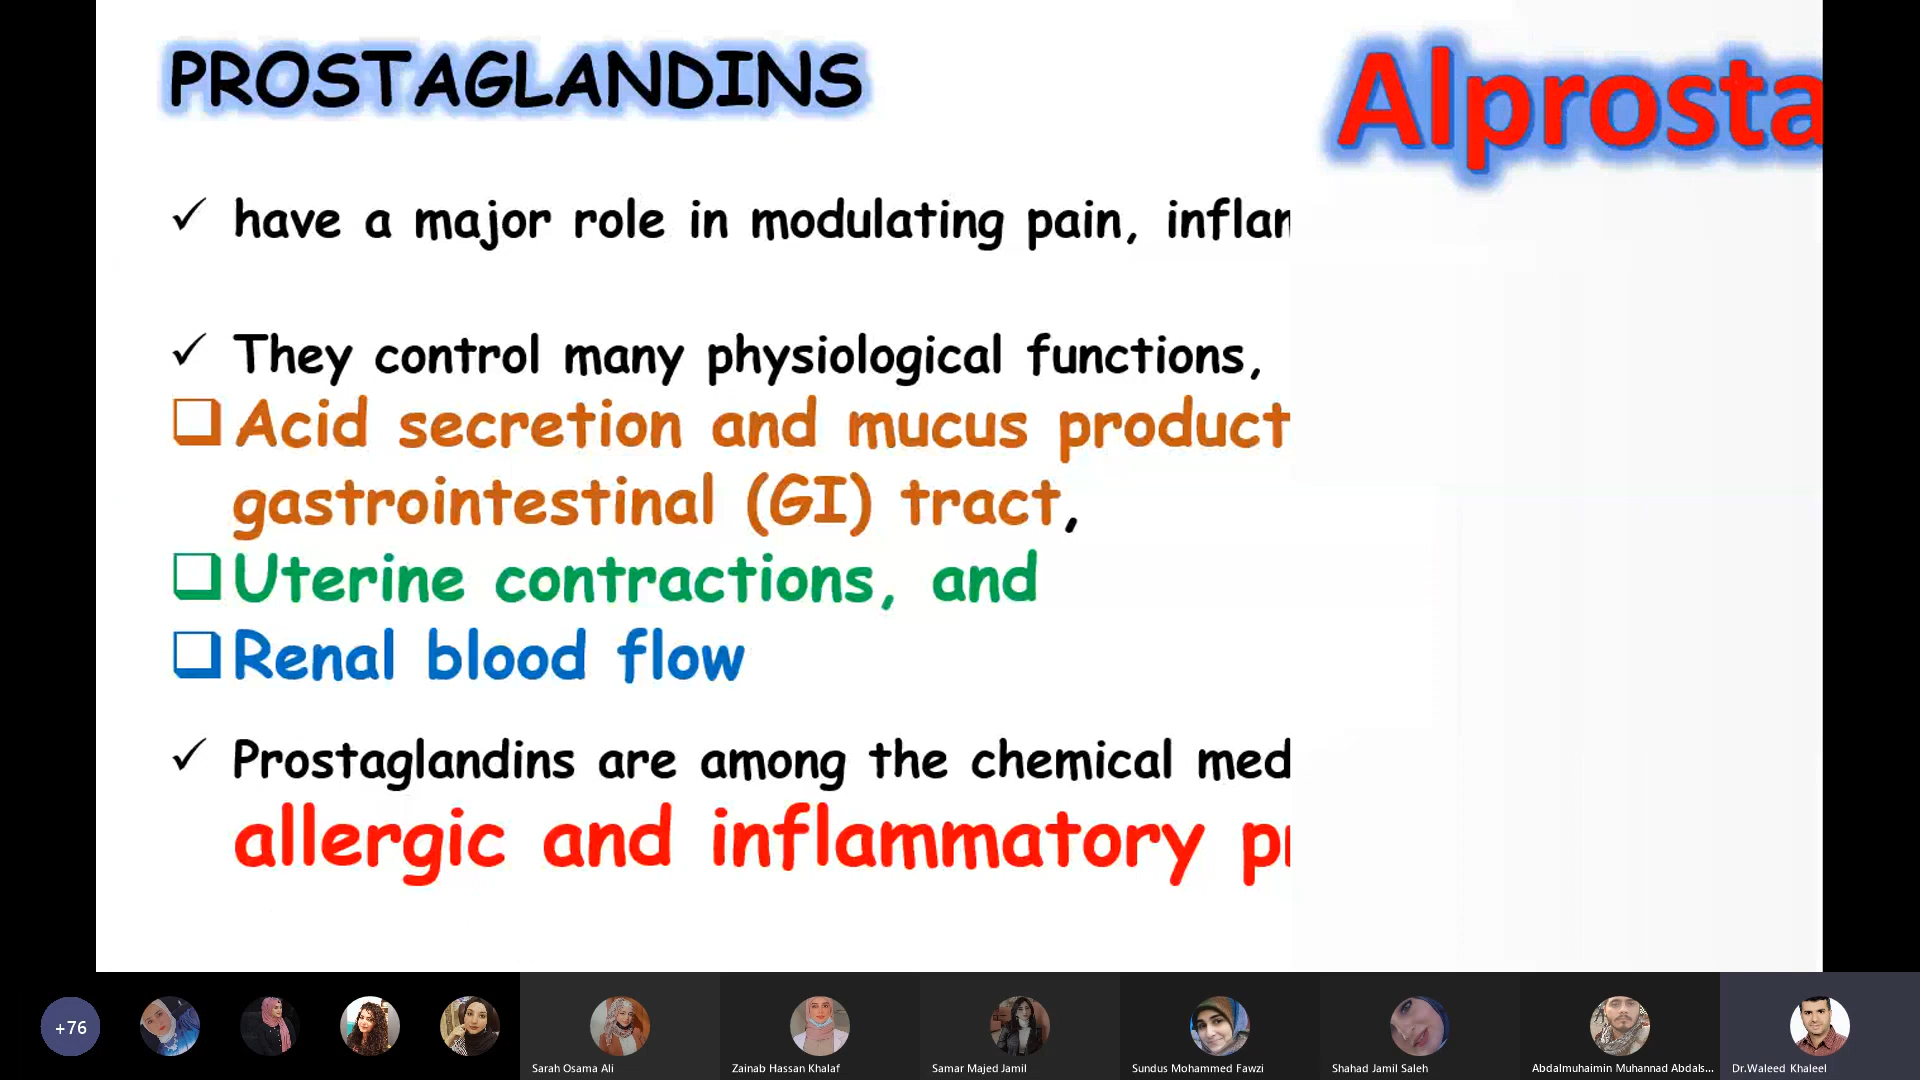 PROSTAGLANDINS
Alprosta
✓ have a major role in modulating pain, inflam
✓ They control many physiological functions,
❑ Acid secretion and mucus product
gastrointestinal (GI) tract,
❑ Uterine contractions, and
❑ Renal blood flow
✓ Prostaglandins are among the chemical med
allergic and inflammatory pr
+76
Sarah Osama Ali
Zainab Hassan Khalaf
Samar Majed Jamil
Sundus Mohammed Fawzi
Shahad Jamil Saleh
Abdalmuhaimin Muhannad Abdals...
Dr.Waleed Khaleel